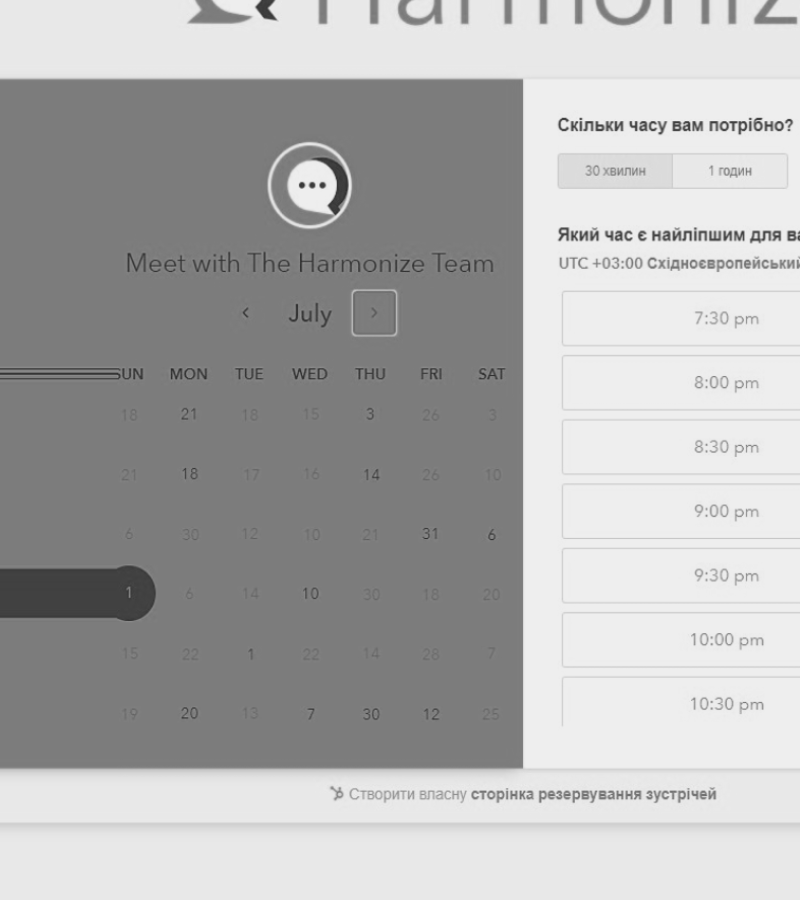 Harmoniz
Meet with The Harmonize Team
July
SUN MON TUE WED THU FRI SAT
18 21 18 15 3 26 3
21 18 17 16 14 26 10
6 30 12 10 21 31 6
1 6 14 10 30 18 20
15 22 1 22 14 28 7
19 20 13 7 30 12 25
Скільки часу вам потрібно?
30 хвилин 1 годин
Який час є найліпшим для ва
UTC +03:00 Східноєвропейський
7:30 pm
8:00 pm
8:30 pm
9:00 pm
9:30 pm
10:00 pm
10:30 pm
Створити власну сторінка резервування зустрічей